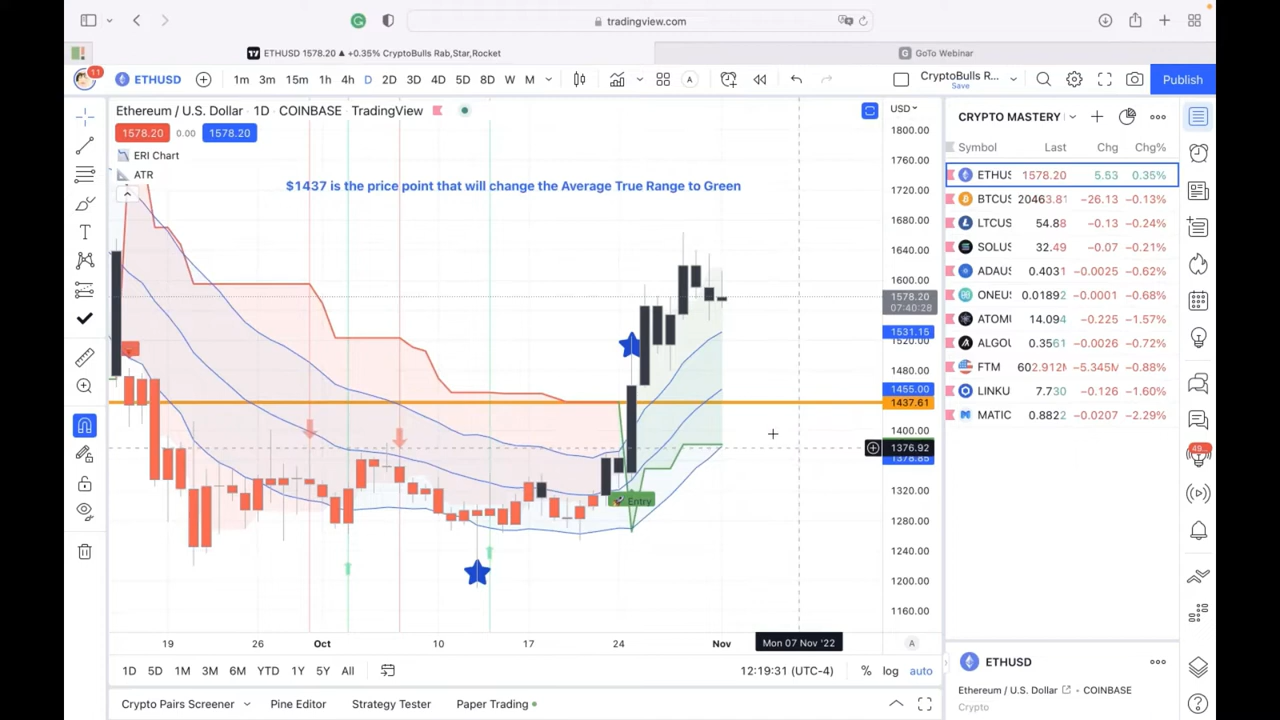 tradingview.com
ETHUSD 1578.20 ▲ +0.35% CryptoBulls Rab,Star,Rocket
GoTo Webinar
11
ETHUSD
1m 3m 15m 1h 4h D 2D 3D 4D 5D 8D W M
A
CryptoBulls R...
Save
Publish
Ethereum / U.S. Dollar · 1D · COINBASE · TradingView
1578.20 0.00 1578.20
ERI Chart
ATR
$1437 is the price point that will change the Average True Range to Green
Entry
USD
1800.00
1760.00
1720.00
1680.00
1640.00
1600.00
1578.20
07:40:28
1531.15
1520.00
1480.00
1455.00
1437.61
1400.00
1376.92
1378.85
1320.00
1280.00
1240.00
1200.00
1160.00
19 26 Oct 10 17 24 Nov Mon 07 Nov '22 A
1D 5D 1M 3M 6M YTD 1Y 5Y All
12:19:31 (UTC-4) % log auto
Crypto Pairs Screener Pine Editor Strategy Tester Paper Trading
CRYPTO MASTERY
Symbol Last Chg Chg%
ETHUS 1578.20 5.53 0.35%
BTCUS 20463.81 -26.13 -0.13%
LTCUS 54.88 -0.13 -0.24%
SOLUS 32.49 -0.07 -0.21%
ADAUS 0.4031 -0.0025 -0.62%
ONEUS 0.01892 -0.0001 -0.68%
ATOMU 14.094 -0.225 -1.57%
ALGOU 0.3561 -0.0026 -0.72%
FTM 602.912M -5.345M -0.88%
LINKU 7.730 -0.126 -1.60%
MATIC 0.8822 -0.0207 -2.29%
49...
ETHUSD
Ethereum / U.S. Dollar · COINBASE
Crypto